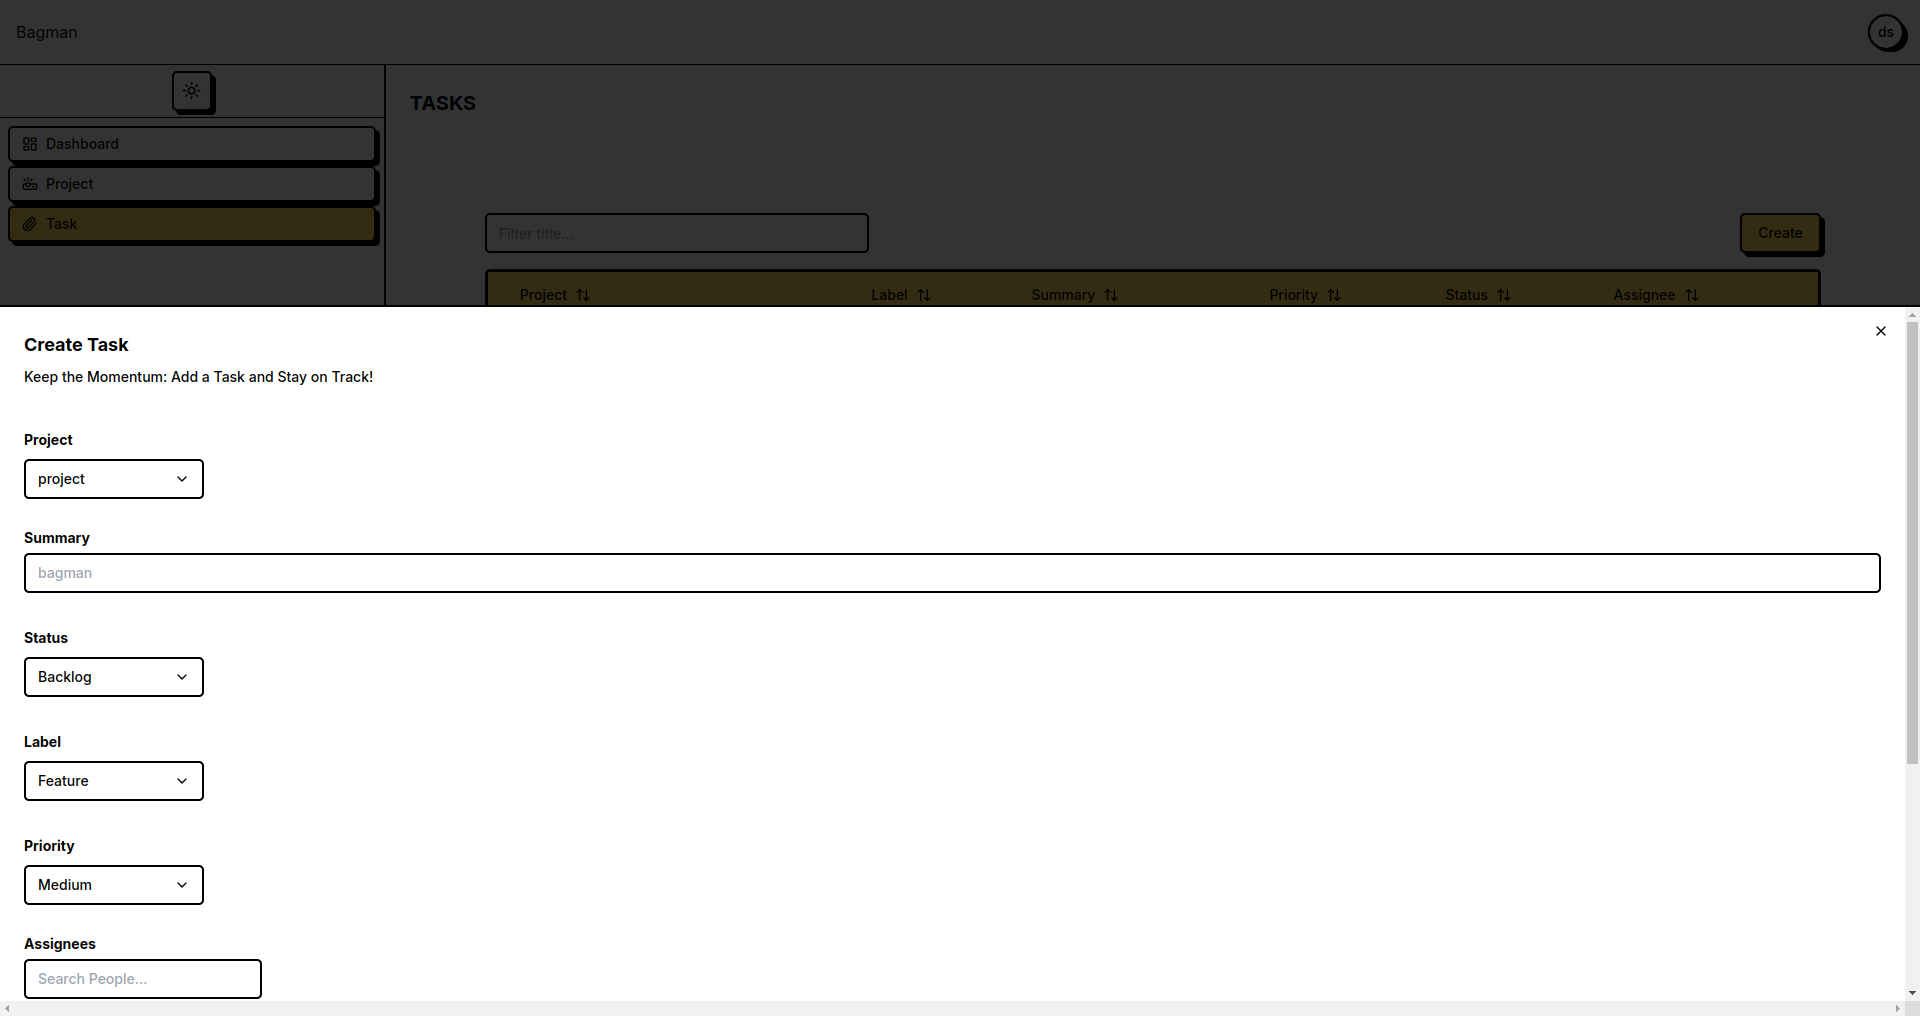 Bagman
ds
TASKS
Dashboard
Project
Task
Filter title...
Create
Project Label Summary Priority Status Assignee
Create Task
Keep the Momentum: Add a Task and Stay on Track!
Project
project
Summary
bagman
Status
Backlog
Label
Feature
Priority
Medium
Assignees
Search People...